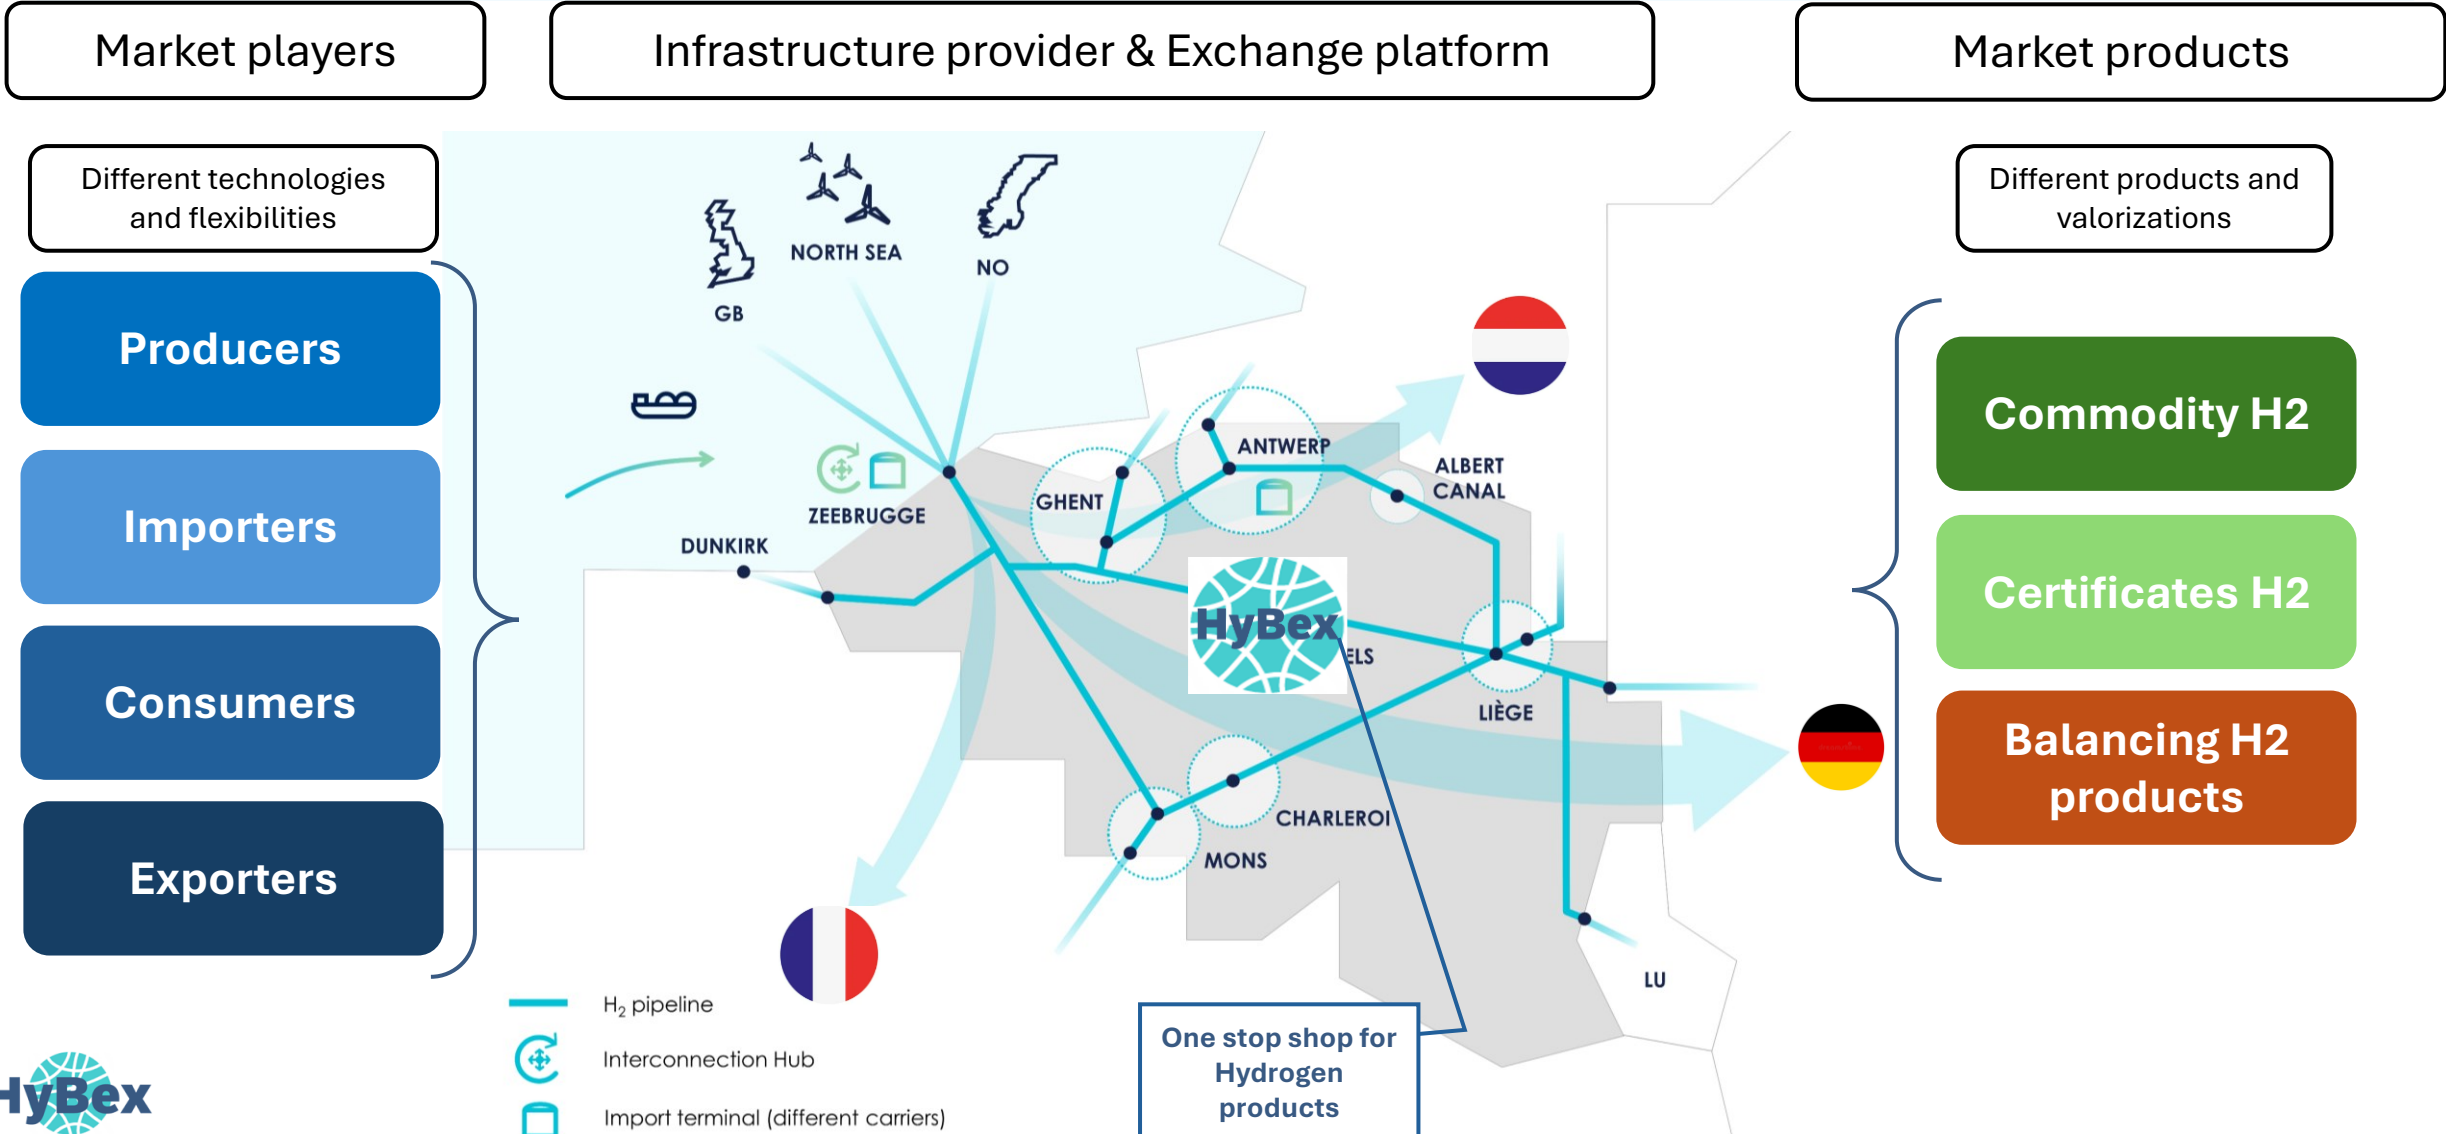 Market players
Infrastructure provider & Exchange platform
Market products
Different technologies
and flexibilities
Producers
Importers
Consumers
Exporters
NORTH SEA
NO
GB
ANTWERP
ALBERT
CANAL
GHENT
ZEEBRUGGE
DUNKIRK
HyBex
ELS
LIÈGE
CHARLEROI
MONS
LU
H₂ pipeline
Interconnection Hub
Import terminal (different carriers)
One stop shop for
Hydrogen
products
Different products and
valorizations
Commodity H2
Certificates H2
Balancing H2
products
HyBex